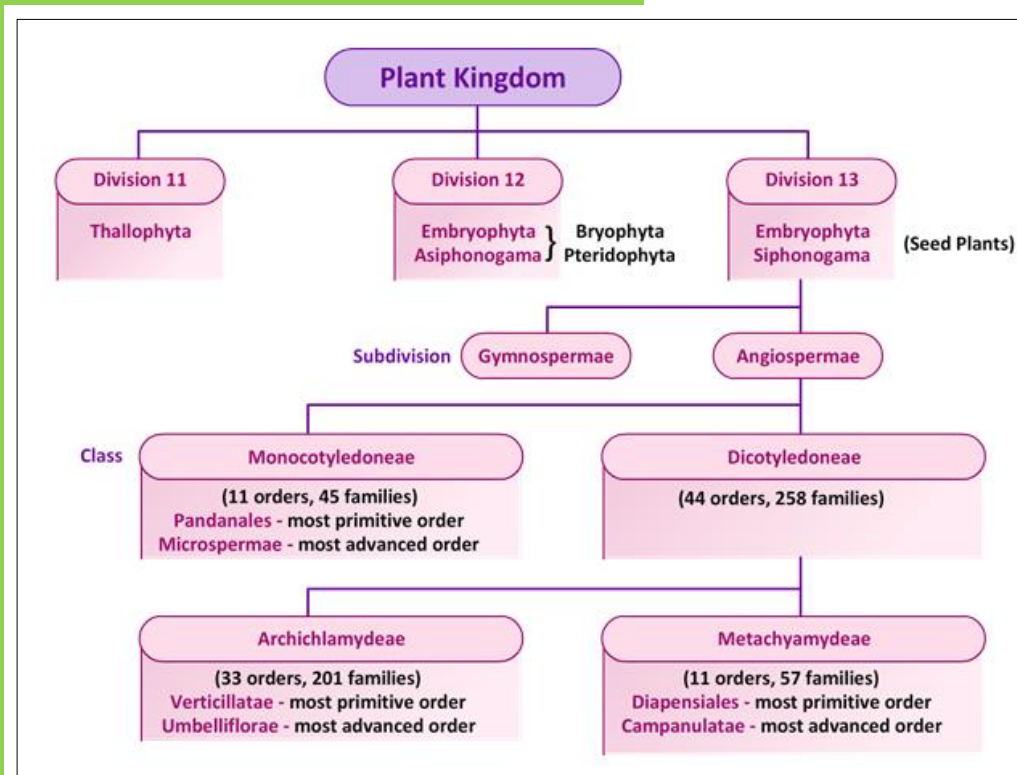 Plant Kingdom
Division 11
Thallophyta
Division 12
Embryophyta
Asiphonogama
}
Bryophyta
Pteridophyta
Division 13
Embryophyta
Siphonogama
(Seed Plants)
Subdivision
Gymnospermae
Angiospermae
Class
Monocotyledoneae
(11 orders, 45 families)
Pandanales - most primitive order
Microspermae - most advanced order
Dicotyledoneae
(44 orders, 258 families)
Archichlamydeae
(33 orders, 201 families)
Verticillatae - most primitive order
Umbelliflorae - most advanced order
Metachyamydeae
(11 orders, 57 families)
Diapensiales - most primitive order
Campanulatae - most advanced order